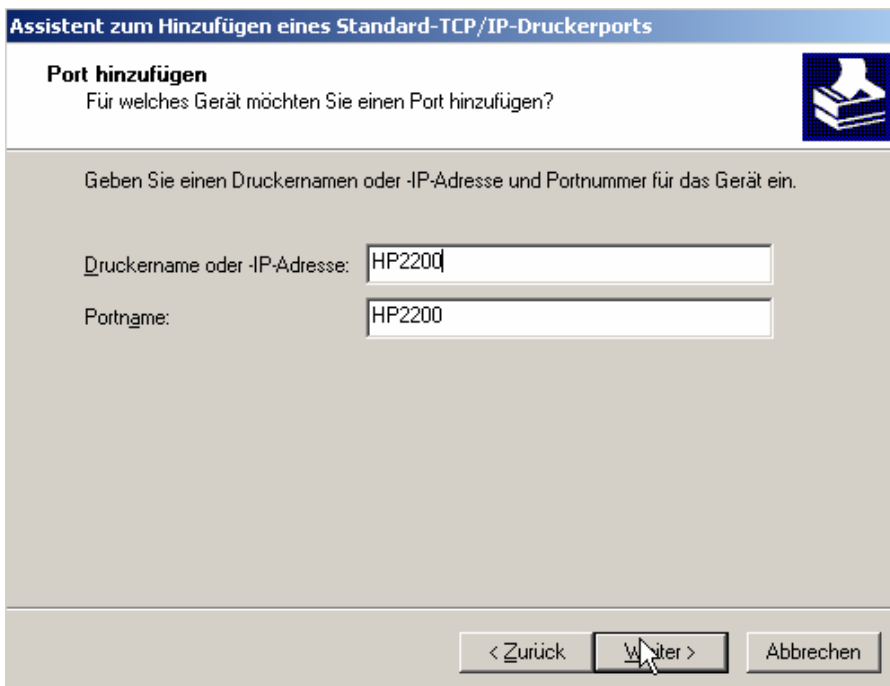 Assistent zum Hinzufügen eines Standard-TCP/IP-Druckerports
Port hinzufügen
Für welches Gerät möchten Sie einen Port hinzufügen?
Geben Sie einen Druckernamen oder -IP-Adresse und Portnummer für das Gerät ein.
Druckername oder -IP-Adresse: HP2200
Portname: HP2200
< Zurück Weiter > Abbrechen